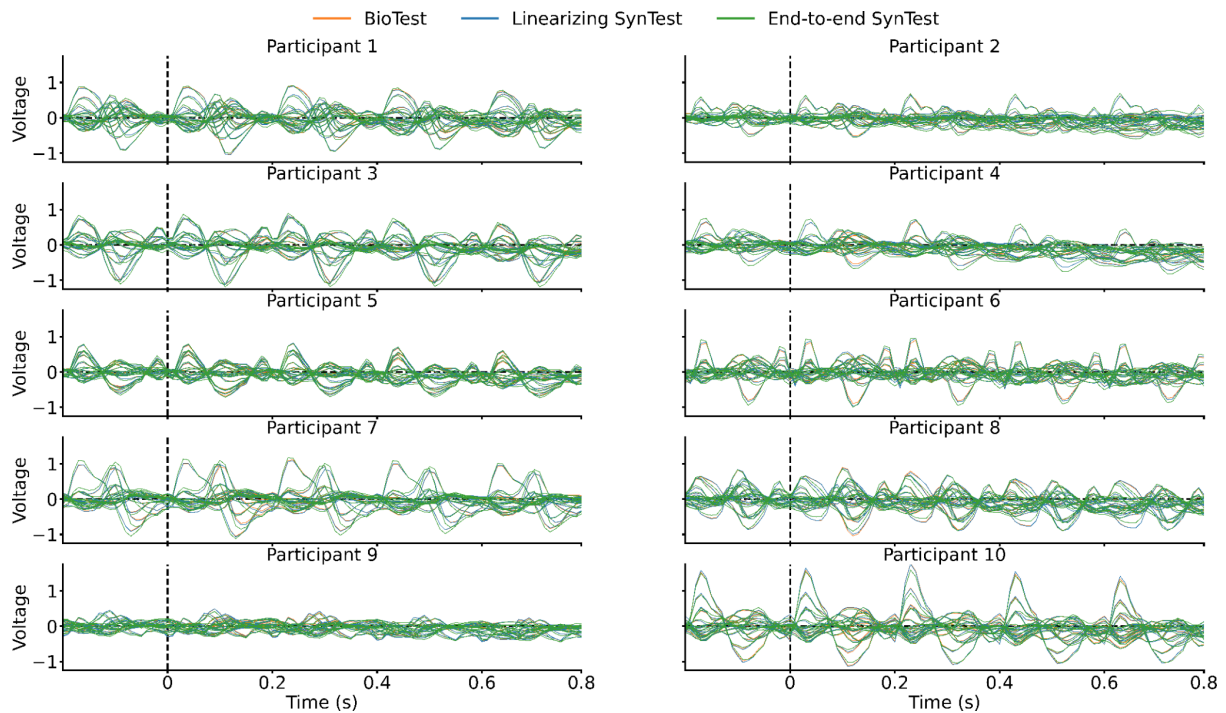 BioTest Linearizing SynTest End-to-end SynTest
Participant 1 Participant 2
Voltage
1
0
−1
Participant 3 Participant 4
Voltage
1
0
−1
Participant 5 Participant 6
Voltage
1
0
−1
Participant 7 Participant 8
Voltage
1
0
−1
Participant 9 Participant 10
Voltage
1
0
−1
0 0.2 0.4 0.6 0.8 0 0.2 0.4 0.6 0.8
Time (s) Time (s)